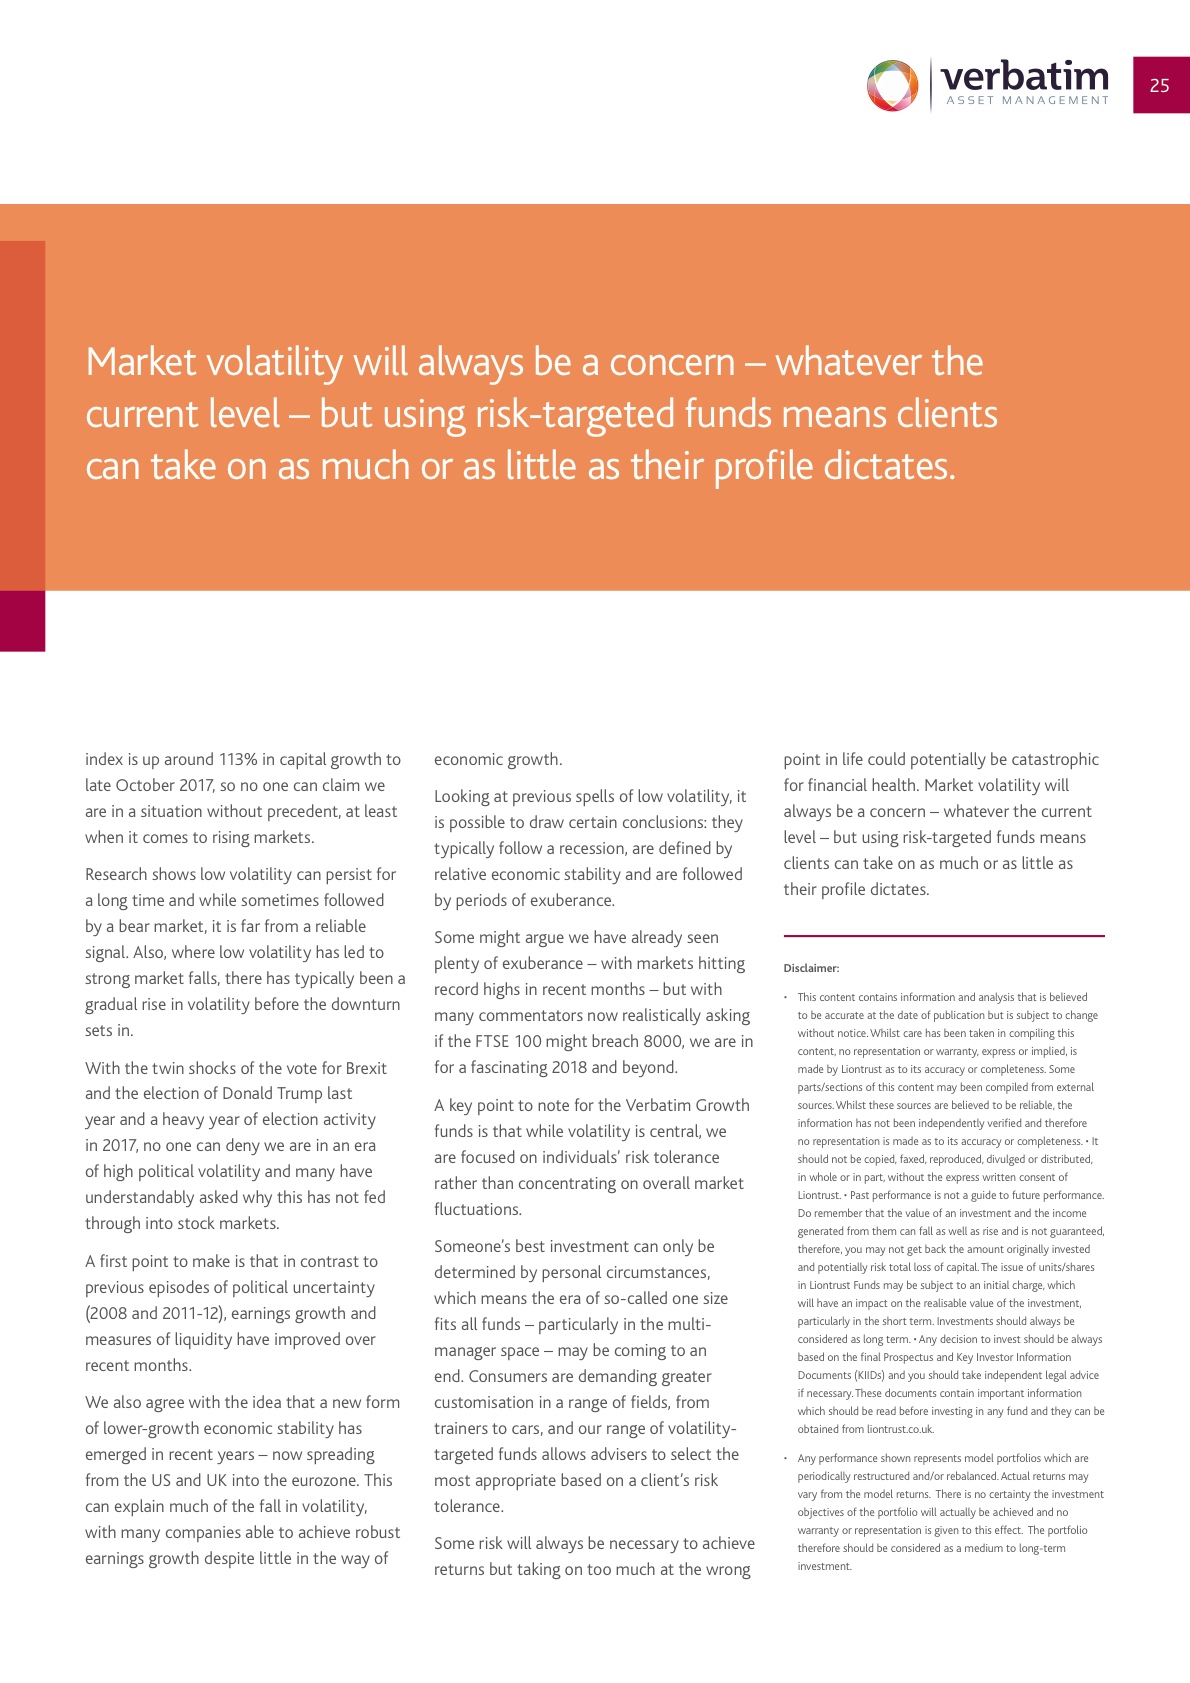 verbatim
ASSET MANAGEMENT
25
Market volatility will always be a concern – whatever the
current level – but using risk-targeted funds means clients
can take on as much or as little as their profile dictates.
index is up around 113% in capital growth to
late October 2017, so no one can claim we
are in a situation without precedent, at least
when it comes to rising markets.
Research shows low volatility can persist for
a long time and while sometimes followed
by a bear market, it is far from a reliable
signal. Also, where low volatility has led to
strong market falls, there has typically been a
gradual rise in volatility before the downturn
sets in.
With the twin shocks of the vote for Brexit
and the election of Donald Trump last
year and a heavy year of election activity
in 2017, no one can deny we are in an era
of high political volatility and many have
understandably asked why this has not fed
through into stock markets.
A first point to make is that in contrast to
previous episodes of political uncertainty
(2008 and 2011-12), earnings growth and
measures of liquidity have improved over
recent months.
We also agree with the idea that a new form
of lower-growth economic stability has
emerged in recent years – now spreading
from the US and UK into the eurozone. This
can explain much of the fall in volatility,
with many companies able to achieve robust
earnings growth despite little in the way of
economic growth.
Looking at previous spells of low volatility, it
is possible to draw certain conclusions: they
typically follow a recession, are defined by
relative economic stability and are followed
by periods of exuberance.
Some might argue we have already seen
plenty of exuberance – with markets hitting
record highs in recent months – but with
many commentators now realistically asking
if the FTSE 100 might breach 8000, we are in
for a fascinating 2018 and beyond.
A key point to note for the Verbatim Growth
funds is that while volatility is central, we
are focused on individuals’ risk tolerance
rather than concentrating on overall market
fluctuations.
Someone’s best investment can only be
determined by personal circumstances,
which means the era of so-called one size
fits all funds – particularly in the multi-
manager space – may be coming to an
end. Consumers are demanding greater
customisation in a range of fields, from
trainers to cars, and our range of volatility-
targeted funds allows advisers to select the
most appropriate based on a client’s risk
tolerance.
Some risk will always be necessary to achieve
returns but taking on too much at the wrong
point in life could potentially be catastrophic
for financial health. Market volatility will
always be a concern – whatever the current
level – but using risk-targeted funds means
clients can take on as much or as little as
their profile dictates.
Disclaimer:
• This content contains information and analysis that is believed
to be accurate at the date of publication but is subject to change
without notice. Whilst care has been taken in compiling this
content, no representation or warranty, express or implied, is
made by Liontrust as to its accuracy or completeness. Some
parts/sections of this content may been compiled from external
sources. Whilst these sources are believed to be reliable, the
information has not been independently verified and therefore
no representation is made as to its accuracy or completeness. • It
should not be copied, faxed, reproduced, divulged or distributed,
in whole or in part, without the express written consent of
Liontrust. • Past performance is not a guide to future performance.
Do remember that the value of an investment and the income
generated from them can fall as well as rise and is not guaranteed,
therefore, you may not get back the amount originally invested
and potentially risk total loss of capital. The issue of units/shares
in Liontrust Funds may be subject to an initial charge, which
will have an impact on the realisable value of the investment,
particularly in the short term. Investments should always be
considered as long term. • Any decision to invest should be always
based on the final Prospectus and Key Investor Information
Documents (KIIDs) and you should take independent legal advice
if necessary. These documents contain important information
which should be read before investing in any fund and they can be
obtained from liontrust.co.uk.
• Any performance shown represents model portfolios which are
periodically restructured and/or rebalanced. Actual returns may
vary from the model returns. There is no certainty the investment
objectives of the portfolio will actually be achieved and no
warranty or representation is given to this effect. The portfolio
therefore should be considered as a medium to long-term
investment.